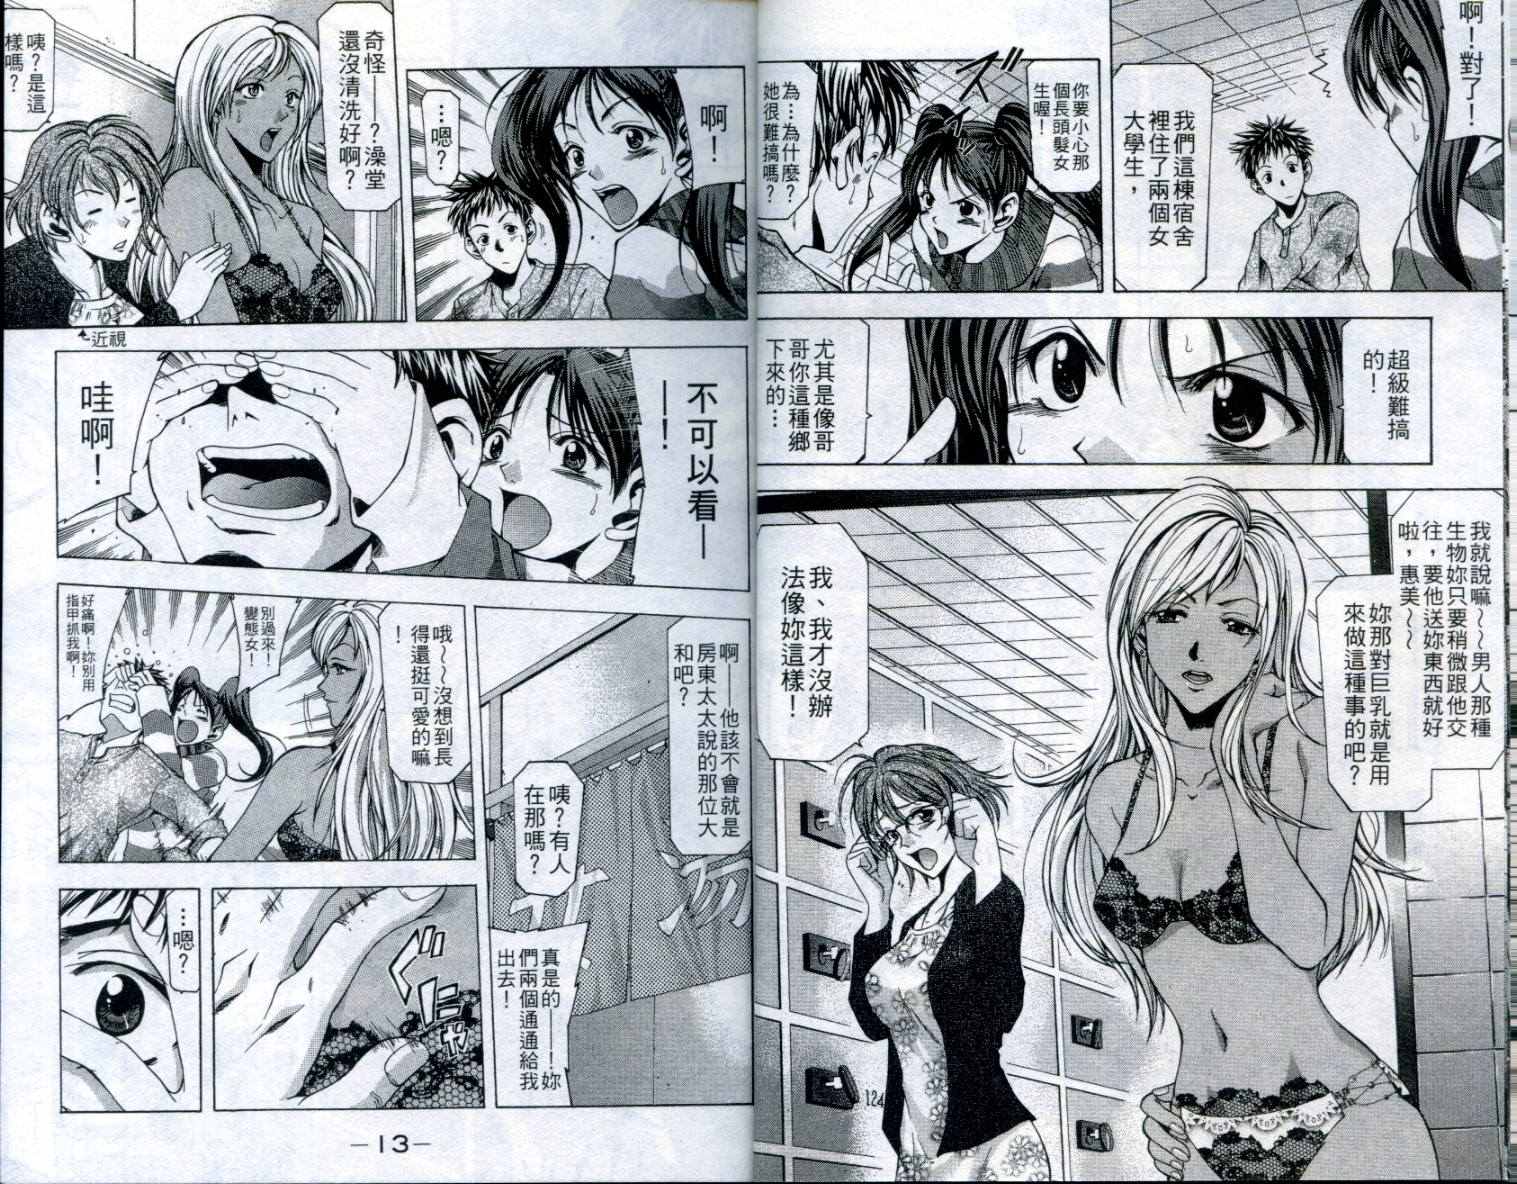 啊！對了！
我們這棟宿舍
裡住了兩個女
大學生，
你要小心那
個長頭髮女
生喔！
為…為什麼？
她很難搞嗎？
超級難搞
的！
尤其是像哥
哥你這種鄉
下來的…
我就說嘛～～男人那種
生物妳只要稍微跟他交
往，要他送妳東西就好
啦，惠美～～
妳那對巨乳就是用
來做這種事的吧？
我、我才沒辦
法像妳這樣！
124
啊！
…嗯？
奇怪——？澡堂
還沒清洗好啊？
咦？是這
樣嗎？
近視
不可以看—
—！
哇啊！
啊——他該不會就是
房東太太說的那位大
和吧？
咦？有人
在那嗎？
真是的——！妳
們兩個通通給我
出去！
哦～～沒想到長
得還挺可愛的嘛
！
別過來！
變態女！
好痛啊！妳別用
指甲抓我啊！
…嗯？
—13—